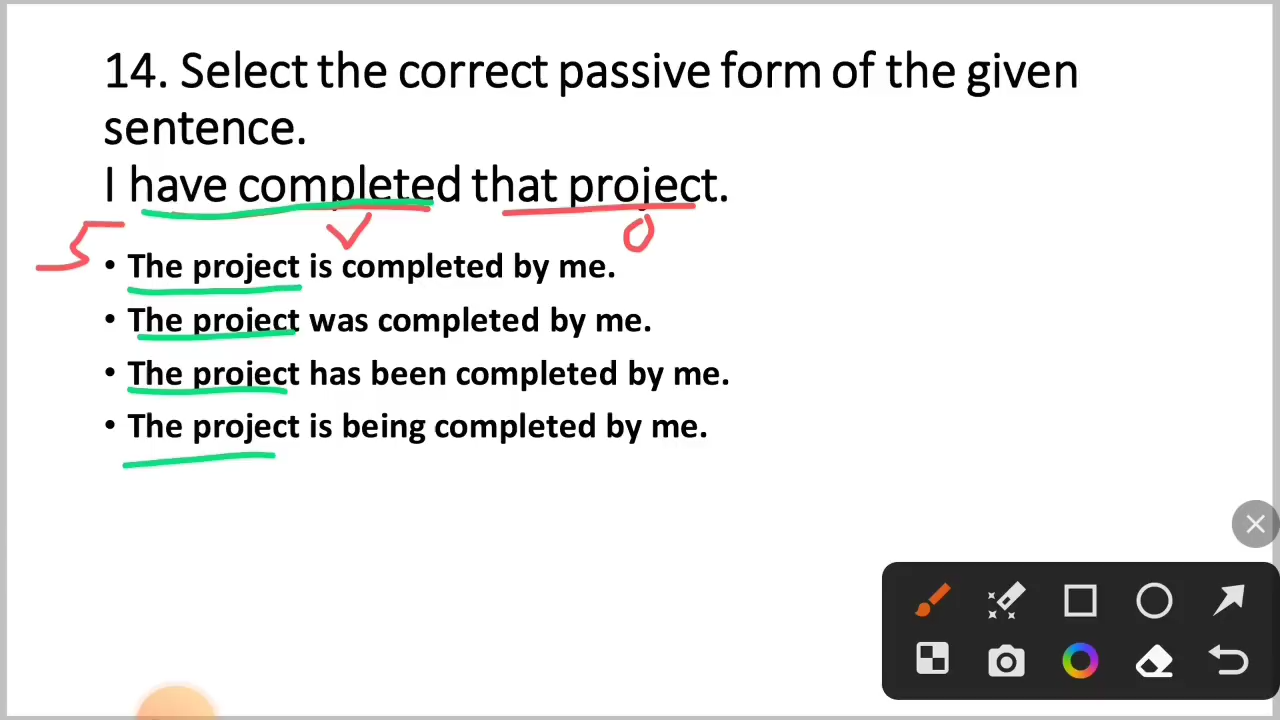 14. Select the correct passive form of the given
sentence.
I have completed that project.
• The project is completed by me.
• The project was completed by me.
• The project has been completed by me.
• The project is being completed by me.